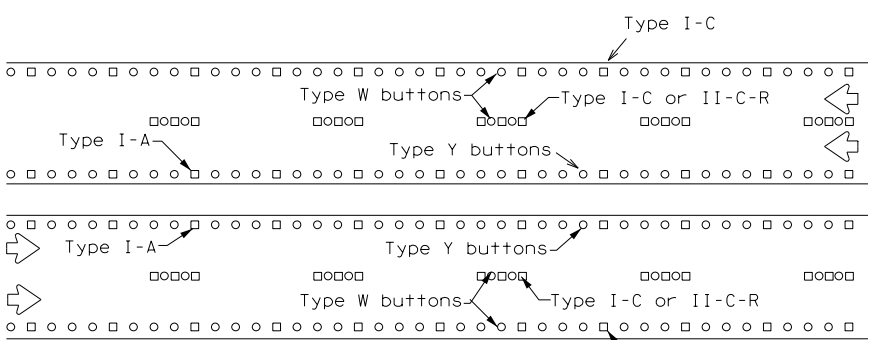 Type I-C
Type W buttons
Type I-C or II-C-R
Type I-A
Type Y buttons
Type I-A
Type Y buttons
Type W buttons
Type I-C or II-C-R